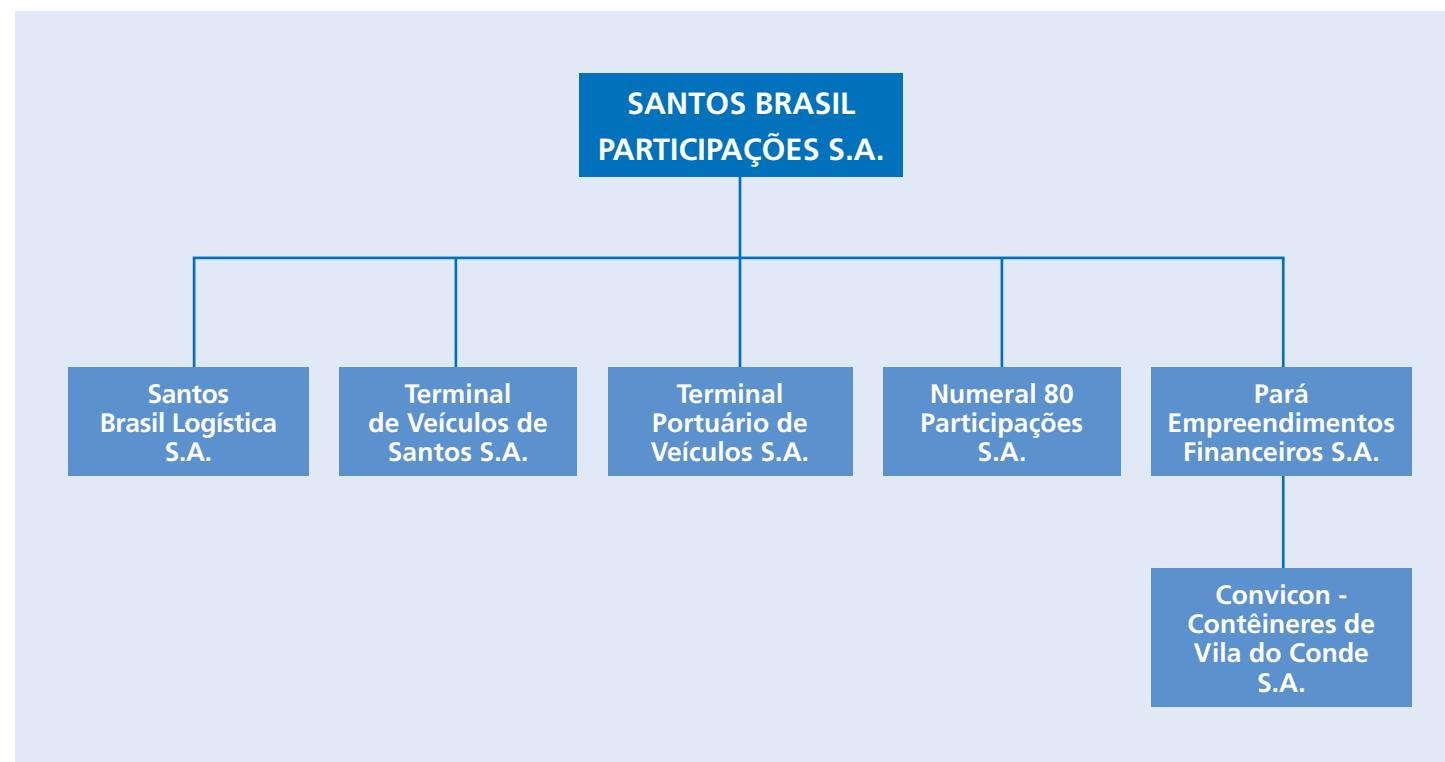 SANTOS BRASIL
PARTICIPAÇÕES S.A.
Santos
Brasil Logística
S.A.
Terminal
de Veículos de
Santos S.A.
Terminal
Portuário de
Veículos S.A.
Numeral 80
Participações
S.A.
Pará
Empreendimentos
Financeiros S.A.
Convicon -
Contêineres de
Vila do Conde
S.A.